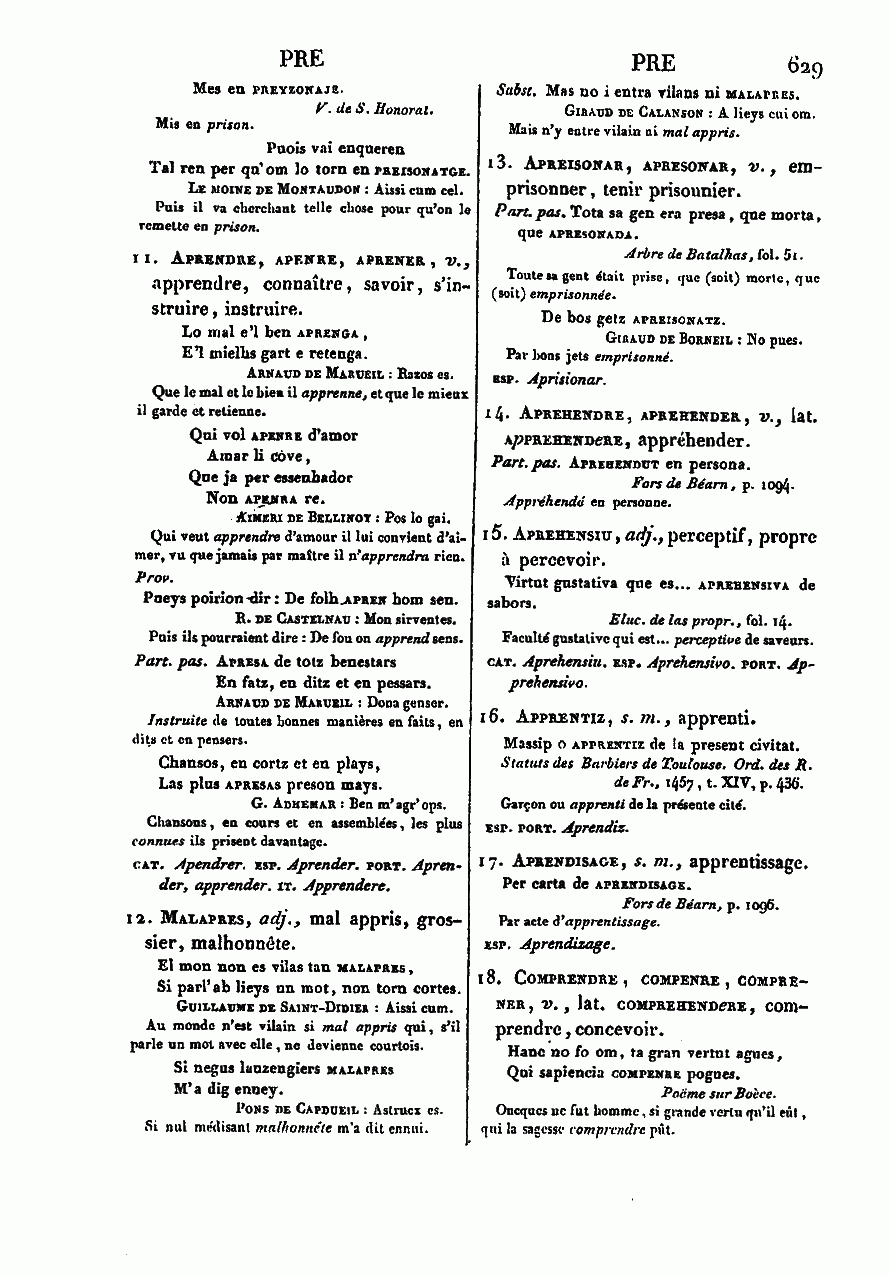 PRE
Mes en PREYZONAJE.
V. de S. Honorat.
Mis en prison.
Puois vai enqueren
Tal ren per qu'om lo torn en PREISONATGE.
LE MOINE DE MONTAUDON : Aissi cum cel.
Puis il va cherchant telle chose pour qu'on le
remette en prison.
11. APRENDRE, APENRE, APRENER, v.,
apprendre, connaître, savoir, s'in-
struire, instruire.
Lo mal e'l ben APRENGA,
E'l mielhs gart e retenga.
ARNAUD DE MARUEIL : Razos es.
Que le mal et le bien il apprenne, et que le mieux
il garde et retienne.
Qui vol APENRE d'amor
Amar li cove,
Que ja per essenhador
Non APENRA re.
AIMERI DE BELLINOY : Pos lo gai.
Qui veut apprendre d'amour il lui convient d'ai-
mer, vu que jamais par maître il n'apprendra rien.
Prov.
Pueys poirion dir : De folh APREN hom sen.
R. DE CASTELNAU : Mon sirventes.
Puis ils pourraient dire : De fou on apprend sens.
Part. pas. APRESA de totz benestars
En fatz, en ditz et en pessars.
ARNAUD DE MARUEIL : Dona genser.
Instruite de toutes bonnes manières en faits, en
dits et en pensers.
Chansos, en cortz et en plays,
Las plus APRESAS preson mays.
G. ADHEMAR : Ben m'agr'ops.
Chansons, en cours et en assemblées, les plus
connues ils prisent davantage.
CAT. Apendrer. ESP. Aprender. PORT. Apren-
der, apprender. IT. Apprendere.
12. MALAPRES, adj., mal appris, gros-
sier, malhonnête.
El mon non es vilas tan MALAPRES,
Si parl'ab lieys un mot, non torn cortes.
GUILLAUME DE SAINT-DIDIER : Aissi cum.
Au monde n'est vilain si mal appris qui, s'il
parle un mot avec elle, ne devienne courtois.
Si negus lauzengiers MALAPRES
M'a dig enney.
PONS DE CAPDUEIL : Astrucx es.
Si nul médisant malhonnête m'a dit ennui.
PRE 629
Subst. Mas no i entra vilans ni MALAPRES.
GIRAUD DE CALANSON : A lieys cui om.
Mais n'y entre vilain ni mal appris.
13. APREISONAR, APRESONAR, v., em-
prisonner, tenir prisonnier.
Part. pas. Tota sa gen era presa, que morta,
que APRESONADA.
Arbre de Batalhas, fol. 51.
Toute sa gent était prise, que (soit) morte, que
(soit) emprisonnée.
De bos getz APREISONATZ.
GIRAUD DE BORNEIL : No pues.
Par bons jets emprisonné.
ESP. Aprisionar.
14. APREHENDRE, APREHENDER, v., lat.
APPREHENDERE, appréhender.
Part. pas. APREHENDUT en persona.
Fors de Béarn, p. 1094.
Appréhendé en personne.
15. APREHENSIU, adj., perceptif, propre
à percevoir.
Virtut gustativa que es... APREHENSIVA de
sabors.
Eluc. de las propr., fol. 14.
Faculté gustative qui est... perceptive de saveurs.
CAT. Aprehensiu. ESP. Aprehensivo. PORT. Ap-
prehensivo.
16. APPRENTIZ, s. m., apprenti.
Massip o APPRENTIZ de la present civitat.
Statuts des Barbiers de Toulouse. Ord. des R.
de Fr., 1457, t. XIV, p. 436.
Garçon ou apprenti de la présente cité.
ESP. PORT. Aprendiz.
17. APRENDISAGE, s. m., apprentissage.
Per carta de APRENDISAGE.
Fors de Béarn, p. 1096.
Par acte d'apprentissage.
ESP. Aprendizage.
18. COMPRENDRE, COMPENRE, COMPRE-
NER, v., lat. COMPREHENDERE, com-
prendre, concevoir.
Hanc no fo om, ta gran vertut agues,
Qui sapiencia COMPENRE pogues.
Poëme sur Boèce.
Oncques ne fut homme, si grande vertu qu'il eût,
qui la sagesse comprendre pût.